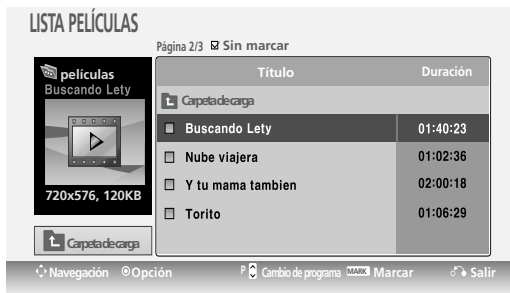 LISTA PELÍCULAS
Página 2/3 Sin marcar
películas
Buscando Lety
720x576, 120KB
Carpeta de carga
Título Duración
Carpeta de carga
Buscando Lety 01:40:23
Nube viajera 01:02:36
Y tu mama tambien 02:00:18
Torito 01:06:29
Navegación Opción P Cambio de programa MARK Marcar Salir